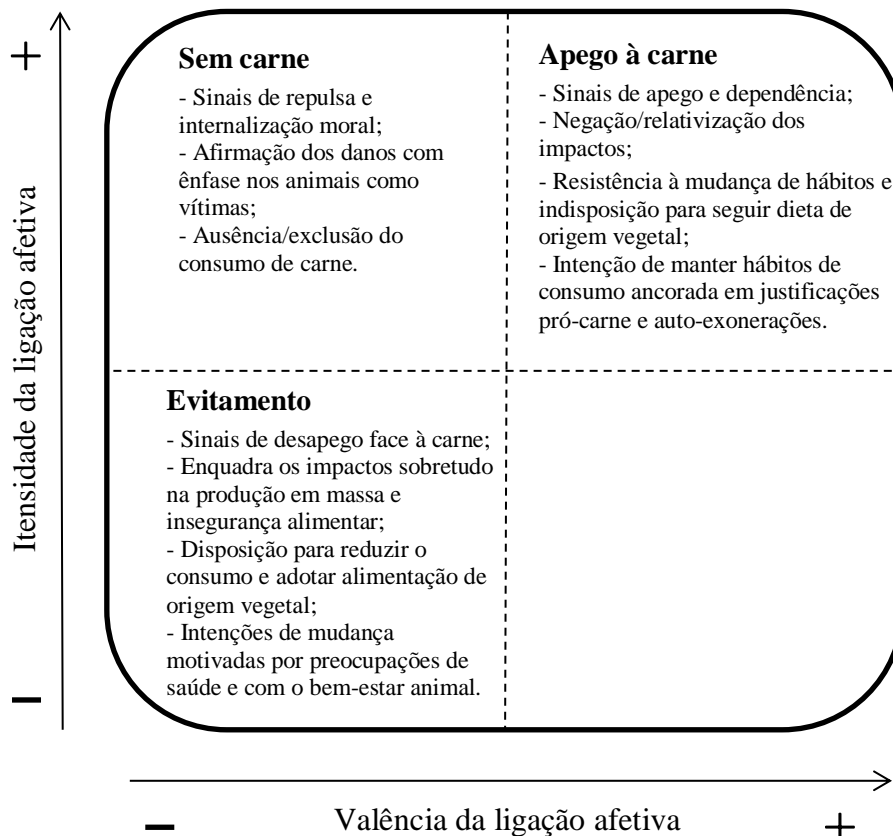 +
Sem carne
- Sinais de repulsa e
internalização moral;
- Afirmação dos danos com
ênfase nos animais como
vítimas;
- Ausência/exclusão do
consumo de carne.
Apego à carne
- Sinais de apego e dependência;
- Negação/relativização dos
impactos;
- Resistência à mudança de hábitos e
indisposição para seguir dieta de
origem vegetal;
- Intenção de manter hábitos de
consumo ancorada em justificações
pró-carne e auto-exonerações.
Itensidade da ligação afetiva
Evitamento
- Sinais de desapego face à carne;
- Enquadra os impactos sobretudo
na produção em massa e
insegurança alimentar;
- Disposição para reduzir o
consumo e adotar alimentação de
origem vegetal;
- Intenções de mudança
motivadas por preocupações de
saúde e com o bem-estar animal.
−
− Valência da ligação afetiva +